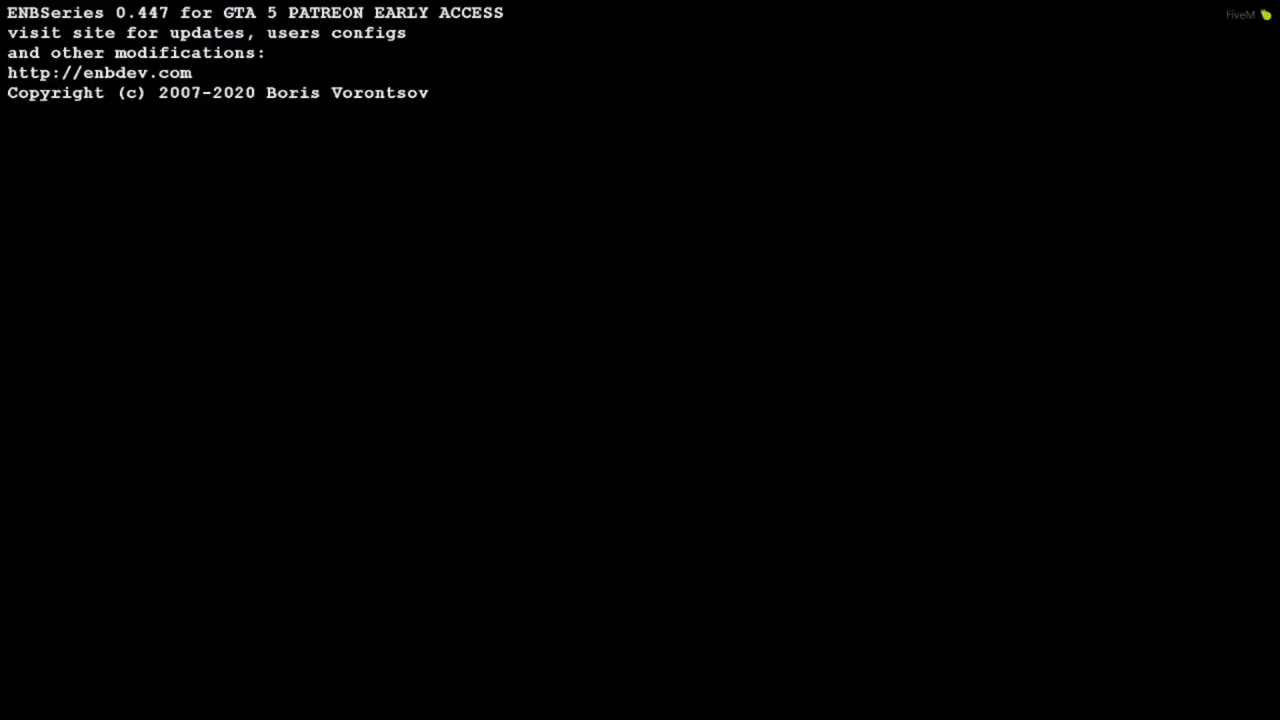 ENBSeries 0.447 for GTA 5 PATREON EARLY ACCESS
visit site for updates, users configs
and other modifications:
http://enbdev.com
Copyright (c) 2007-2020 Boris Vorontsov
FiveM